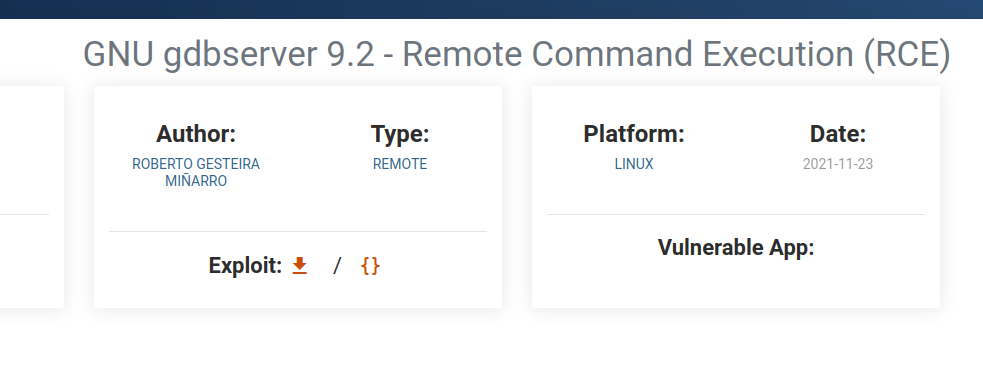 GNU gdbserver 9.2 - Remote Command Execution (RCE)
Author:
ROBERTO GESTEIRA
MIÑARRO
Type:
REMOTE
Exploit: / {}
Platform:
LINUX
Date:
2021-11-23
Vulnerable App: